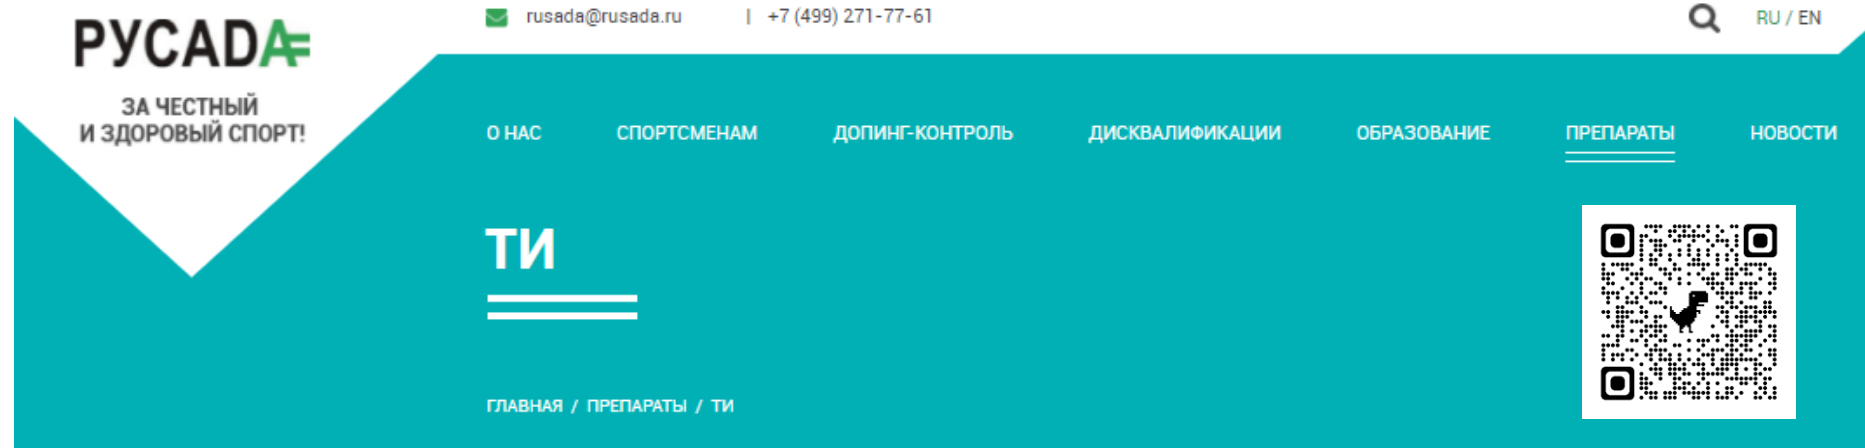 РУСАДА
ЗА ЧЕСТНЫЙ
И ЗДОРОВЫЙ СПОРТ!
rusada@rusada.ru | +7 (499) 271-77-61
RU / EN
О НАС СПОРТСМЕНАМ ДОПИНГ-КОНТРОЛЬ ДИСКВАЛИФИКАЦИИ ОБРАЗОВАНИЕ ПРЕПАРАТЫ НОВОСТИ
ТИ
ГЛАВНАЯ / ПРЕПАРАТЫ / ТИ